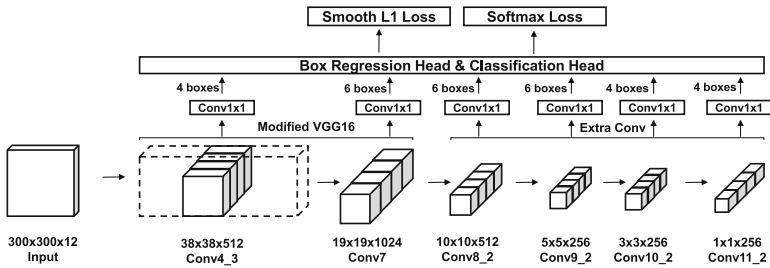 Smooth L1 Loss
Softmax Loss
Box Regression Head & Classification Head
4 boxes
6 boxes
6 boxes
6 boxes
4 boxes
4 boxes
Conv1x1
Conv1x1
Conv1x1
Conv1x1
Conv1x1
Conv1x1
Modified VGG16
Extra Conv
300x300x12
Input
38x38x512
Conv4_3
19x19x1024
Conv7
10x10x512
Conv8_2
5x5x256
Conv9_2
3x3x256
Conv10_2
1x1x256
Conv11_2